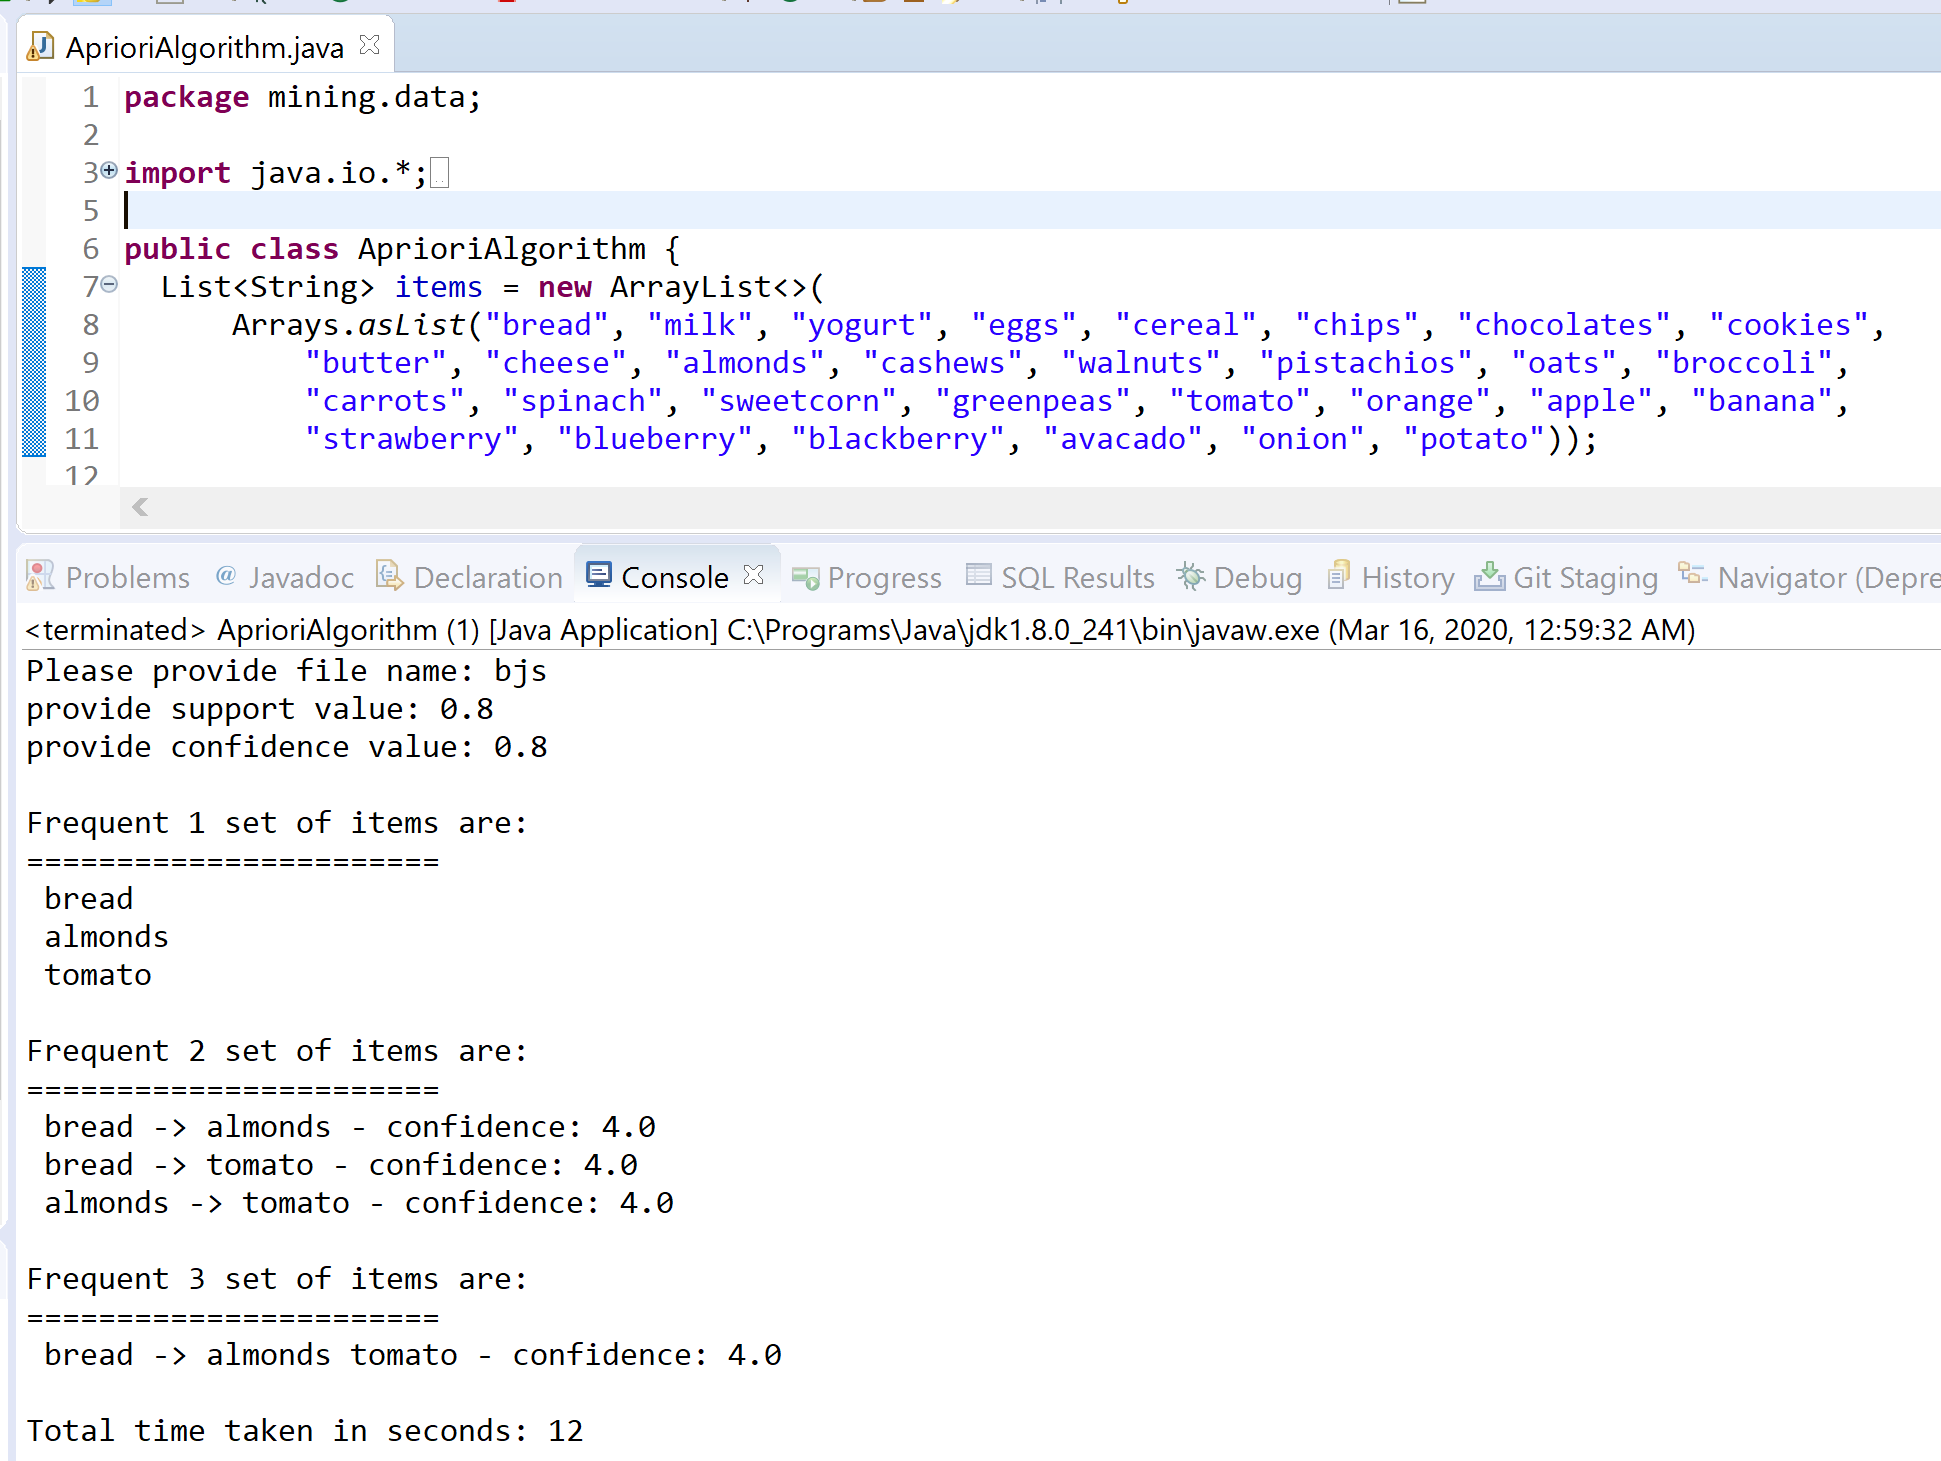 AprioriAlgorithm.java
1 package mining.data;
2
3 import java.io.*;
5
6 public class AprioriAlgorithm {
7 List<String> items = new ArrayList<>(
8 Arrays.asList("bread", "milk", "yogurt", "eggs", "cereal", "chips", "chocolates", "cookies",
9 "butter", "cheese", "almonds", "cashews", "walnuts", "pistachios", "oats", "broccoli",
10 "carrots", "spinach", "sweetcorn", "greenpeas", "tomato", "orange", "apple", "banana",
11 "strawberry", "blueberry", "blackberry", "avacado", "onion", "potato"));
12
Problems @ Javadoc Declaration Console Progress SQL Results Debug History Git Staging Navigator (Depre
<terminated> AprioriAlgorithm (1) [Java Application] C:\Programs\Java\jdk1.8.0_241\bin\javaw.exe (Mar 16, 2020, 12:59:32 AM)
Please provide file name: bjs
provide support value: 0.8
provide confidence value: 0.8
Frequent 1 set of items are:
=======================
bread
almonds
tomato
Frequent 2 set of items are:
=======================
bread -> almonds - confidence: 4.0
bread -> tomato - confidence: 4.0
almonds -> tomato - confidence: 4.0
Frequent 3 set of items are:
=======================
bread -> almonds tomato - confidence: 4.0
Total time taken in seconds: 12